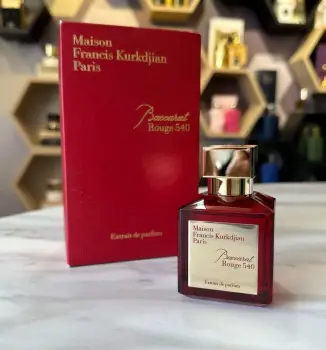 Maison
Francis Kurkdjian
Paris
Baccarat
Rouge 540
Extrait de parfum
Maison
Francis Kurkdjian
Paris
Baccarat
Rouge 540
Extrait de parfum